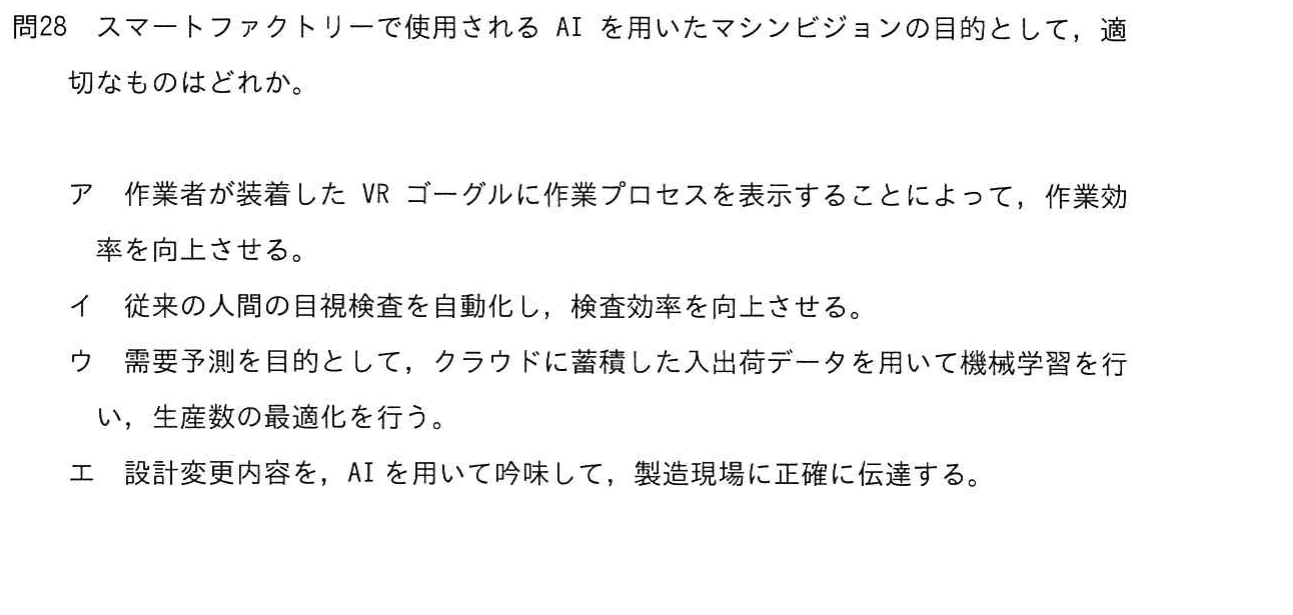 問28　スマートファクトリーで使用される AI を用いたマシンビジョンの目的として，適
切なものはどれか。
ア　作業者が装着した VR ゴーグルに作業プロセスを表示することによって，作業効
率を向上させる。
イ　従来の人間の目視検査を自動化し，検査効率を向上させる。
ウ　需要予測を目的として，クラウドに蓄積した入出荷データを用いて機械学習を行
い，生産数の最適化を行う。
エ　設計変更内容を，AI を用いて吟味して，製造現場に正確に伝達する。